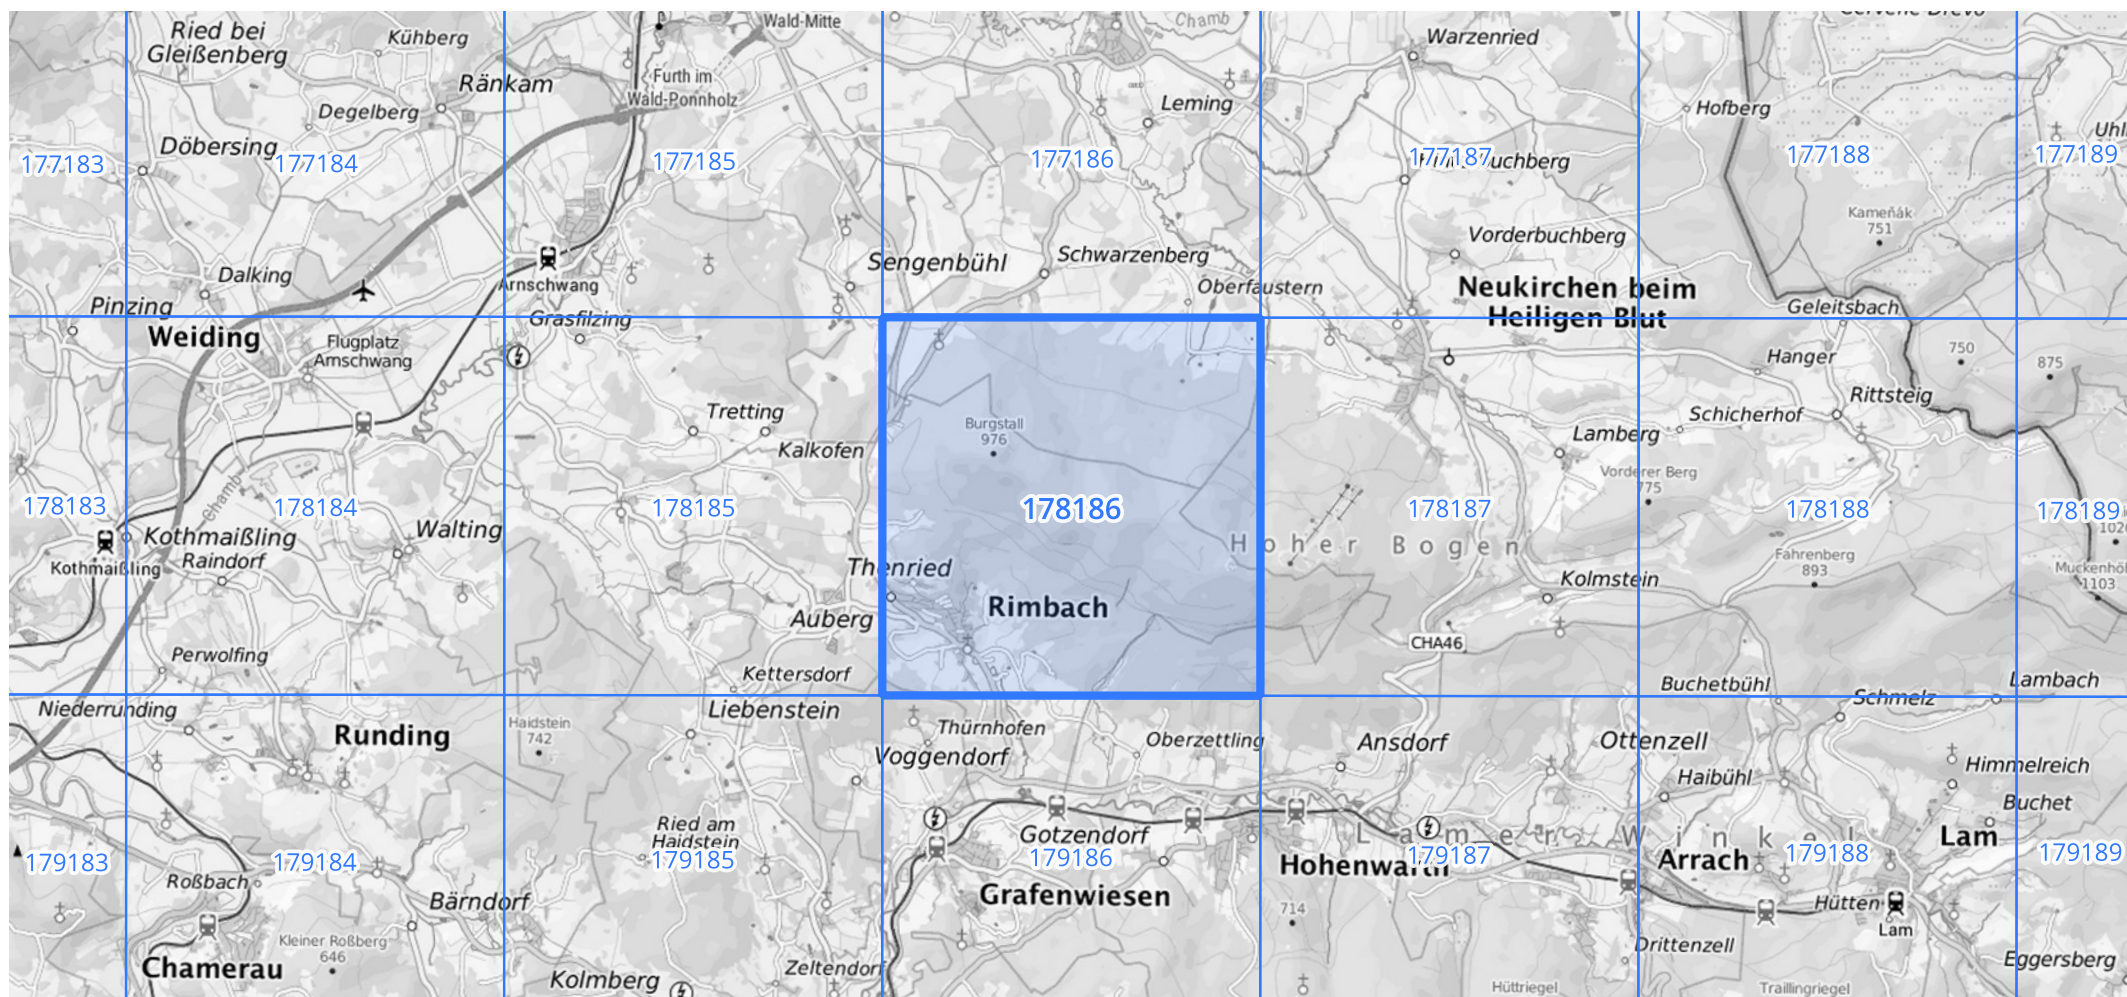 Wald-Mitte
Chamb
Ried bei
Gleißenberg
Kühberg
Warzenried
Ränkam
Furth im
Wald-Ponnholz
Degelberg
Leming
Hofberg
Döbersing
177183
177184
177185
177186
177187
177188
177189
Kameňák
751
Vorderbuchberg
Sengenbühl
Schwarzenberg
Dalking
Arnschwang
Oberfaustern
Neukirchen beim
Heiligen Blut
Pinzing
Geleitsbach
Grasfilzing
Weiding
Flugplatz
Arnschwang
Hanger
750
875
Rittsteig
Tretting
Schicherhof
Burgstall
976
Lamberg
Kalkofen
Vorderer Berg
775
Chamb
178183
178184
178185
178186
178187
178188
178189
Walting
Kothmaißling
Hoher Bogen
Raindorf
Kothmaißling
Thenried
Fahrenberg
893
Kolmstein
1103
Rimbach
Auberg
CHA46
Perwolfing
Kettersdorf
Buchetbühl
Lambach
Schmelz
Niederrunding
Liebenstein
Runding
Haidstein
742
Thürnhofen
Oberzettling
Ansdorf
Ottenzell
Voggendorf
Himmelreich
Haibühl
Buchet
Ried am
Haidstein
Gotzendorf
Lamer Winkel
Lam
179183
179184
179185
179186
179187
179188
179189
Hohenwarth
Arrach
Roßbach
Grafenwiesen
Bärndorf
714
Hütten
Lam
Kleiner Roßberg
646
Drittenzell
Chamerau
Kolmberg
Zeltendorf
Eggersberg
Hüttriegel
Traillingriegel